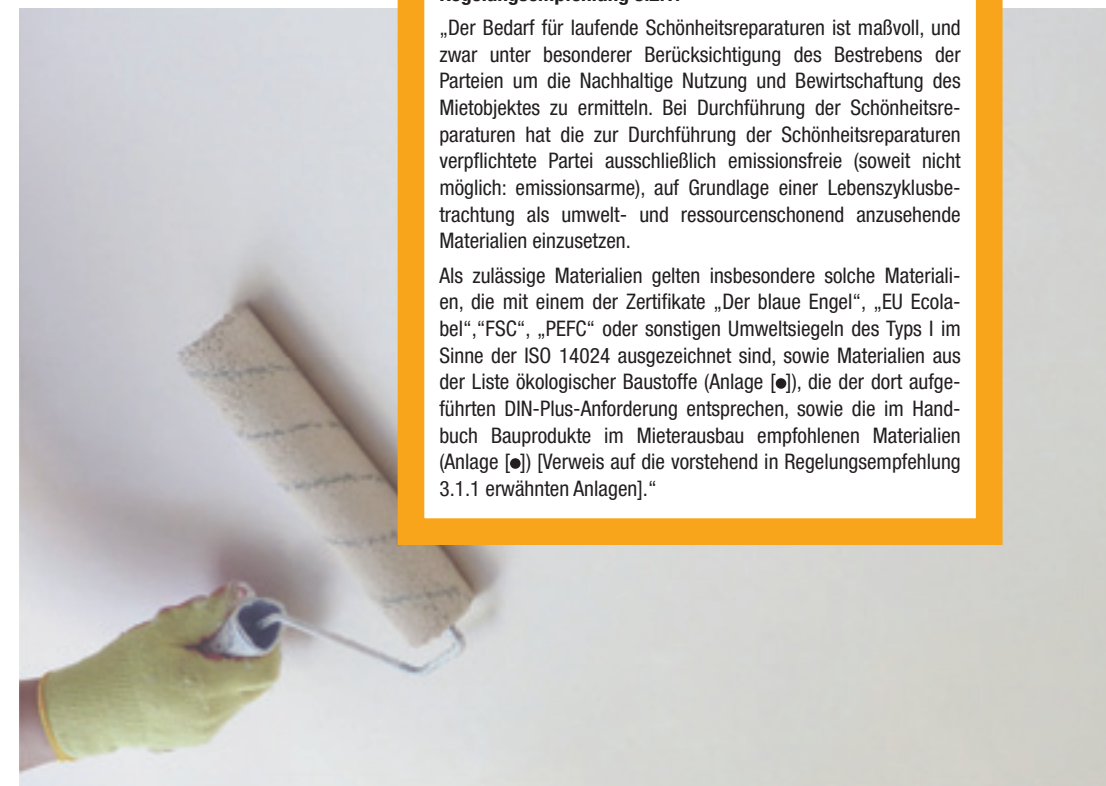 „Der Bedarf für laufende Schönheitsreparaturen ist maßvoll, und
zwar unter besonderer Berücksichtigung des Bestrebens der
Parteien um die Nachhaltige Nutzung und Bewirtschaftung des
Mietobjektes zu ermitteln. Bei Durchführung der Schönheitsre-
paraturen hat die zur Durchführung der Schönheitsreparaturen
verpflichtete Partei ausschließlich emissionsfreie (soweit nicht
möglich: emissionsarme), auf Grundlage einer Lebenszyklusbe-
trachtung als umwelt- und ressourcenschonend anzusehende
Materialien einzusetzen.
Als zulässige Materialien gelten insbesondere solche Materiali-
en, die mit einem der Zertifikate „Der blaue Engel“, „EU Ecola-
bel“,“FSC“, „PEFC“ oder sonstigen Umweltsiegeln des Typs I im
Sinne der ISO 14024 ausgezeichnet sind, sowie Materialien aus
der Liste ökologischer Baustoffe (Anlage [●]), die der dort aufge-
führten DIN-Plus-Anforderung entsprechen, sowie die im Hand-
buch Bauprodukte im Mieterausbau empfohlenen Materialien
(Anlage [●]) [Verweis auf die vorstehend in Regelungsempfehlung
3.1.1 erwähnten Anlagen].“